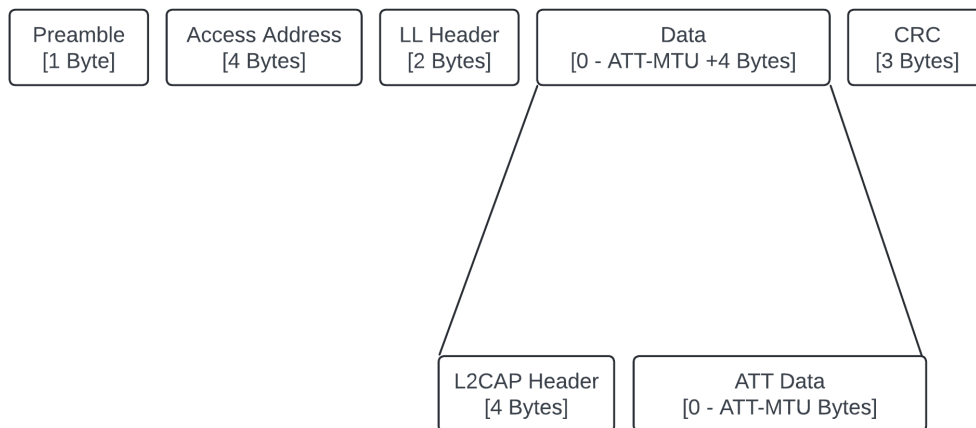 Preamble
[1 Byte]
Access Address
[4 Bytes]
LL Header
[2 Bytes]
Data
[0 - ATT-MTU +4 Bytes]
CRC
[3 Bytes]
L2CAP Header
[4 Bytes]
ATT Data
[0 - ATT-MTU Bytes]